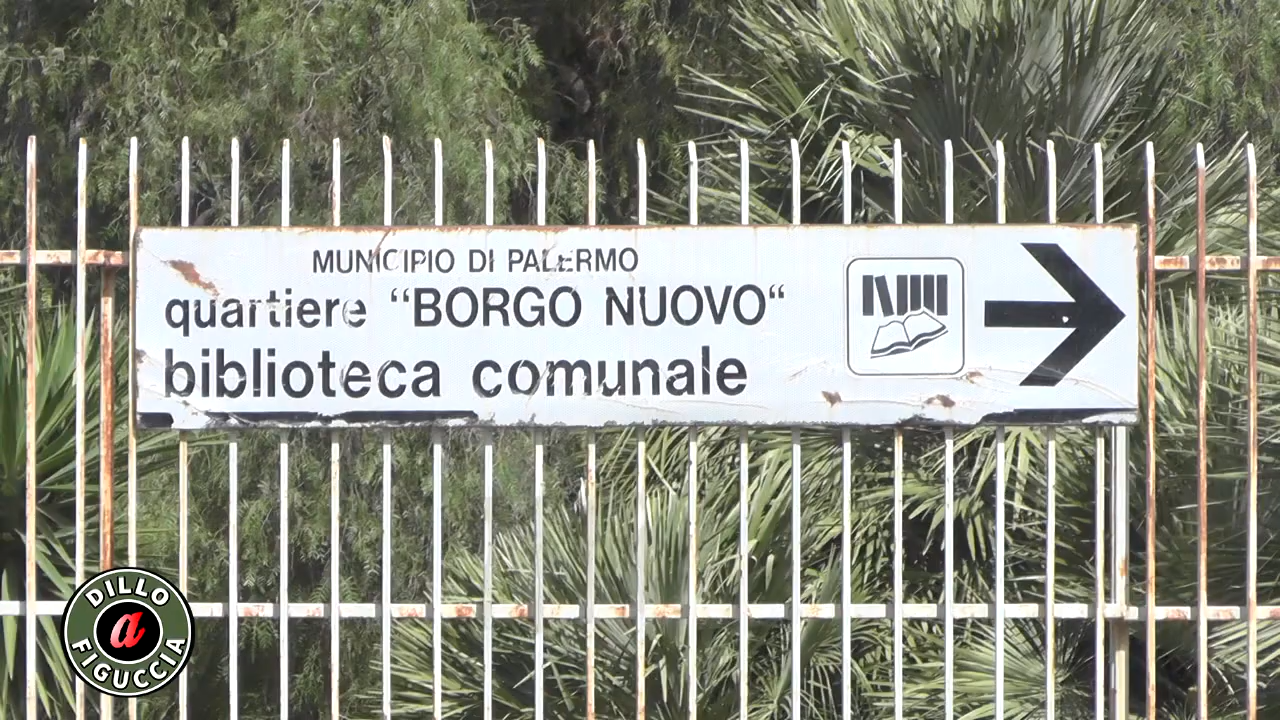 MUNICIPIO DI PALERMO
quartiere “BORGO NUOVO“
biblioteca comunale
DILLO
a
FIGUCCIA